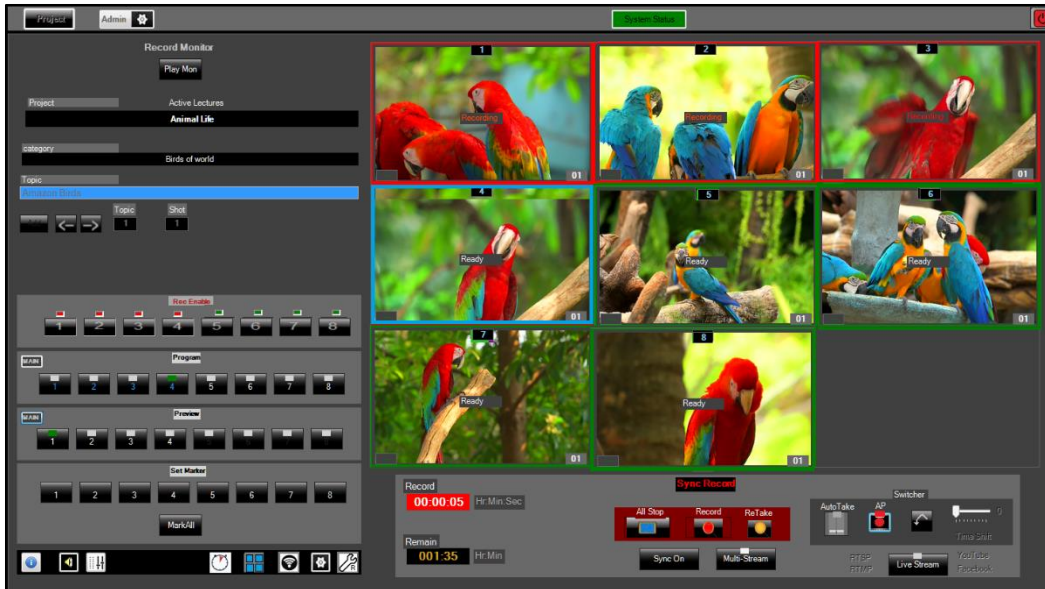 Project
Admin
System Status
Record Monitor
Play Mon
Project
Active Lectures
Animal Life
category
Birds of world
Topic
Amazon Birds
<-- -->
Topic
1
Shot
1
Rec Enable
1 2 3 4 5 6 7 8
MAIN
Program
1 2 3 4 5 6 7 8
MAIN
Preview
1 2 3 4
Set Marker
1 2 3 4 5 6 7 8
MarkAll
1
Recording
01
2
Recording
01
3
Recording
01
4
Ready
01
5
Ready
01
6
Ready
01
7
Ready
01
8
Ready
01
Sync Record
Record
00:00:05 Hr:Min:Sec
Remain
001:35 Hr:Min
All Stop
Record
ReTake
Sync On
Multi-Stream
Switcher
AutoTake
AP
0
Time Shift
RTSP
RTMP
Live Stream
YouTube
Facebook